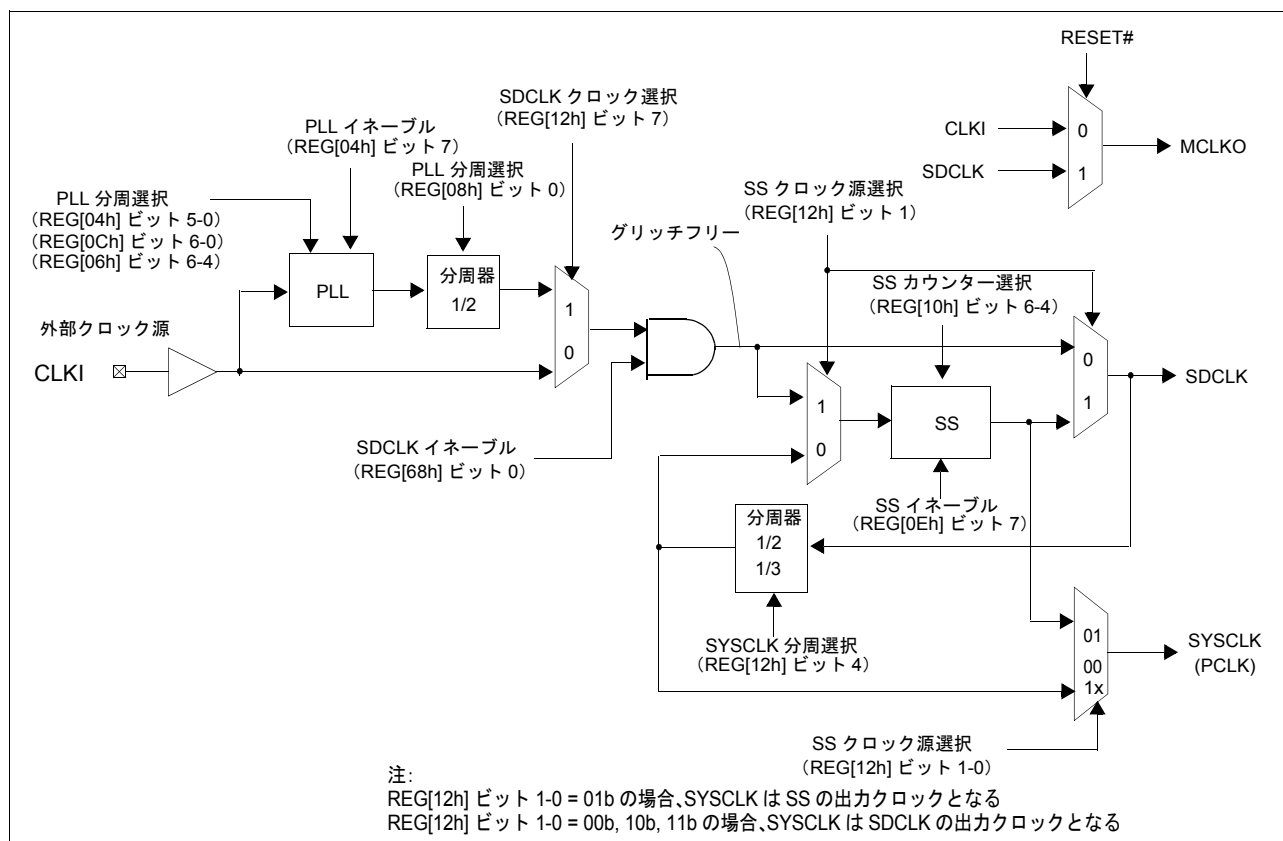 RESET#
SDCLK クロック選択
(REG[12h] ビット 7)
CLKI
0
MCLKO
SDCLK
1
PLL イネーブル
(REG[04h] ビット 7)
PLL 分周選択
(REG[08h] ビット 0)
SS クロック源選択
(REG[12h] ビット 1)
PLL 分周選択
(REG[04h] ビット 5-0)
(REG[0Ch] ビット 6-0)
(REG[06h] ビット 6-4)
グリッチフリー
PLL
分周器
1/2
1
0
SS カウンター選択
(REG[10h] ビット 6-4)
外部クロック源
CLKI
0
1
SDCLK
1
0
SS
SDCLK イネーブル
(REG[68h] ビット 0)
SS イネーブル
(REG[0Eh] ビット 7)
分周器
1/2
1/3
SYSCLK 分周選択
(REG[12h] ビット 4)
01
00
1x
SYSCLK
(PCLK)
SS クロック源選択
(REG[12h] ビット 1-0)
注:
REG[12h] ビット 1-0 = 01b の場合、SYSCLK は SS の出力クロックとなる
REG[12h] ビット 1-0 = 00b, 10b, 11b の場合、SYSCLK は SDCLK の出力クロックとなる